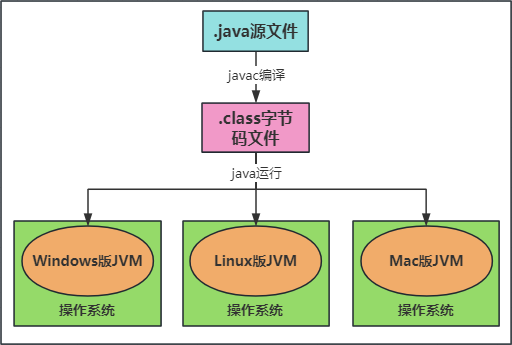 .java源文件
javac编译
.class字节
码文件
java运行
Windows版JVM
Linux版JVM
Mac版JVM
操作系统
操作系统
操作系统